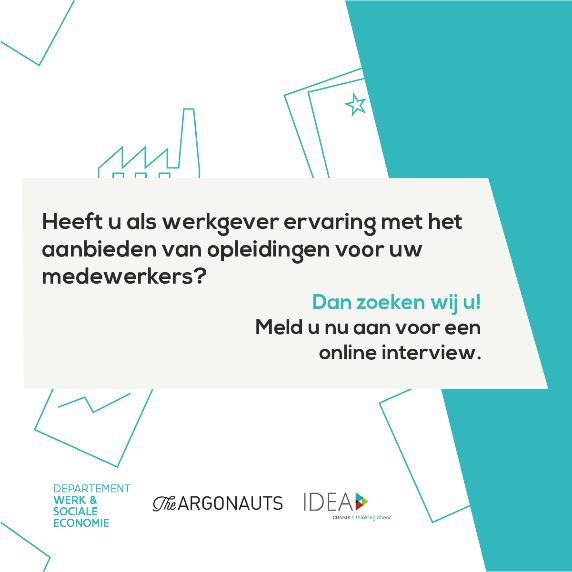 Heeft u als werkgever ervaring met het
aanbieden van opleidingen voor uw
medewerkers?
Dan zoeken wij u!
Meld u nu aan voor een
online interview.
DEPARTEMENT
WERK &
SOCIALE
ECONOMIE
The ARGONAUTS
IDEA
CONSULT thinking ahead